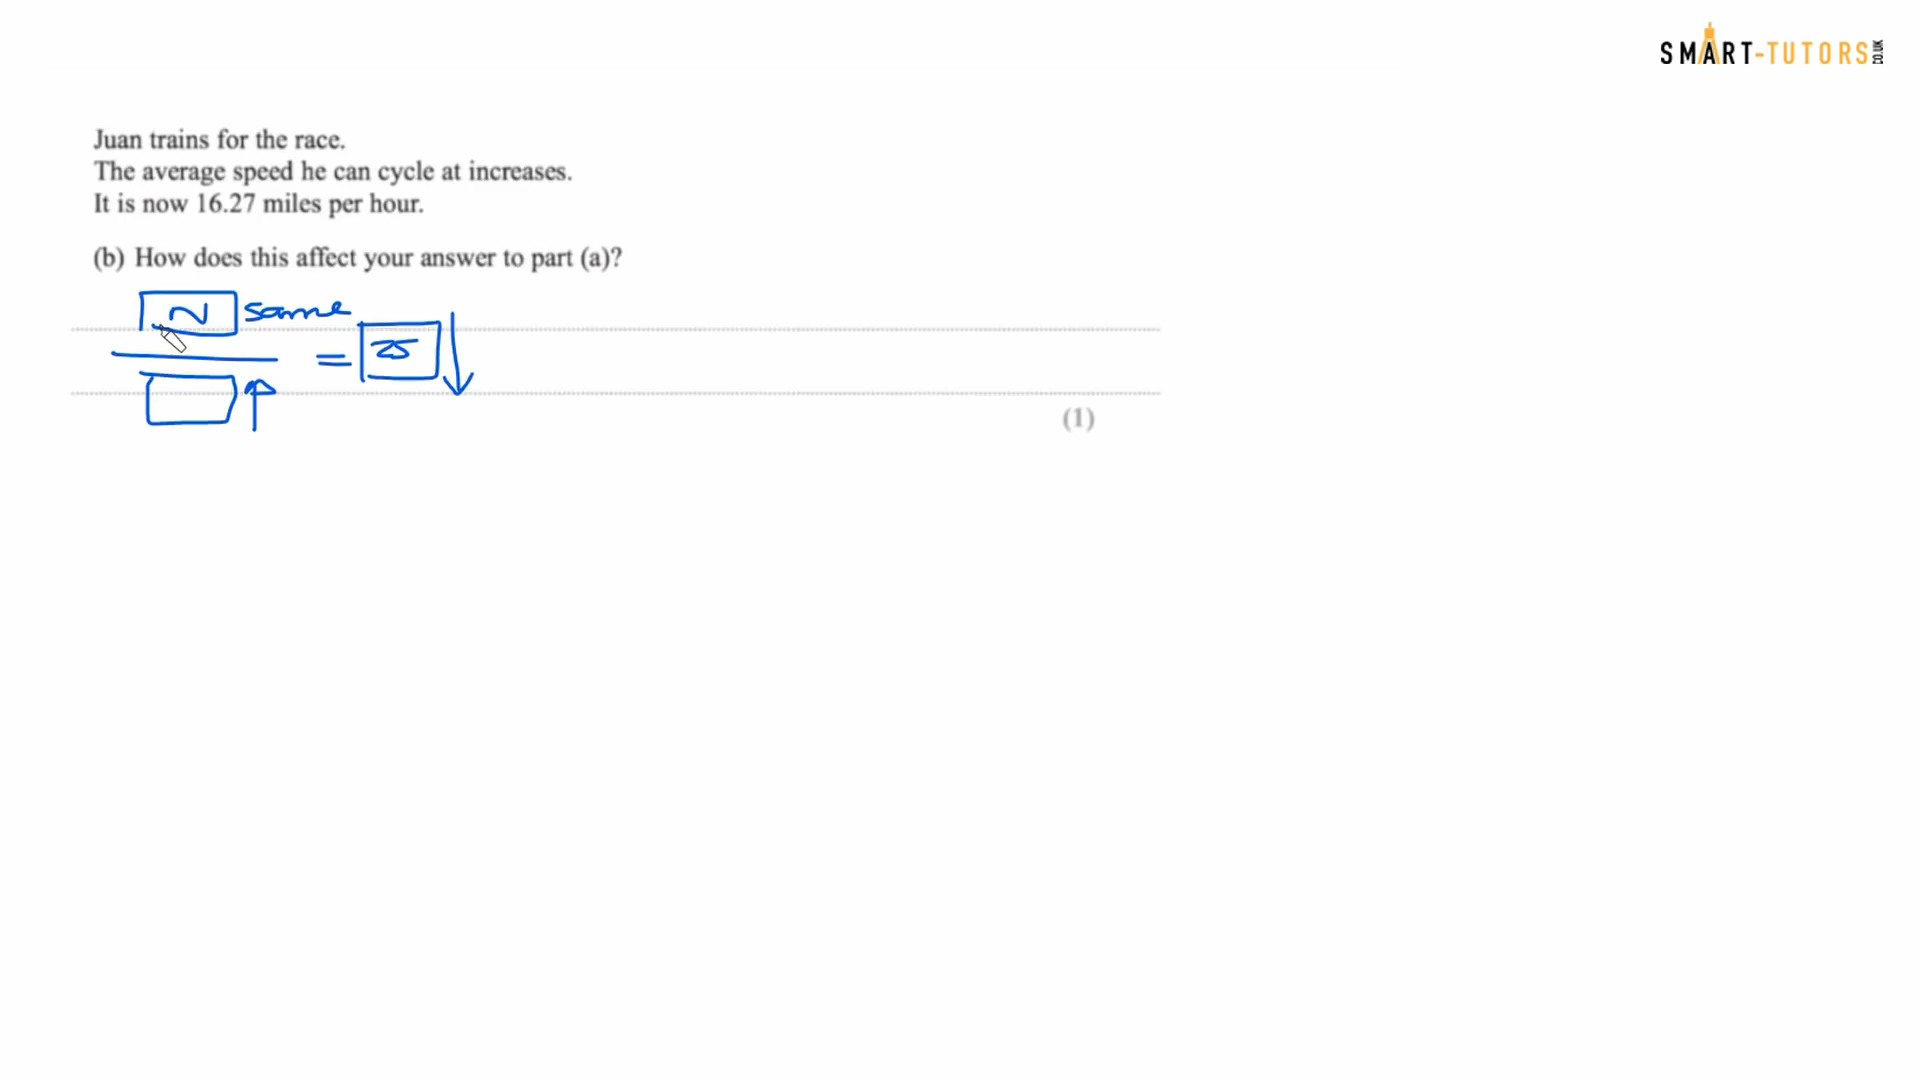 SMART-TUTORS.CO.UK
Juan trains for the race.
The average speed he can cycle at increases.
It is now 16.27 miles per hour.
(b) How does this affect your answer to part (a)?
N same
= 25
(1)